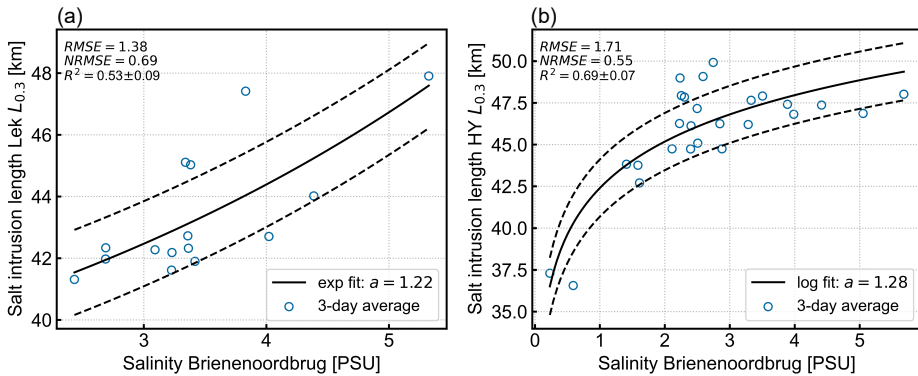 (a)
RMSE = 1.38
NRMSE = 0.69
R² = 0.53±0.09
Salt intrusion length Lek L₀.₃ [km]
48
46
44
42
40
exp fit: a = 1.22
3-day average
3
4
5
Salinity Brienenoordbrug [PSU]
(b)
RMSE = 1.71
NRMSE = 0.55
R² = 0.69±0.07
Salt intrusion length HY L₀.₃ [km]
50.0
47.5
45.0
42.5
40.0
37.5
35.0
log fit: a = 1.28
3-day average
0
1
2
3
4
5
Salinity Brienenoordbrug [PSU]